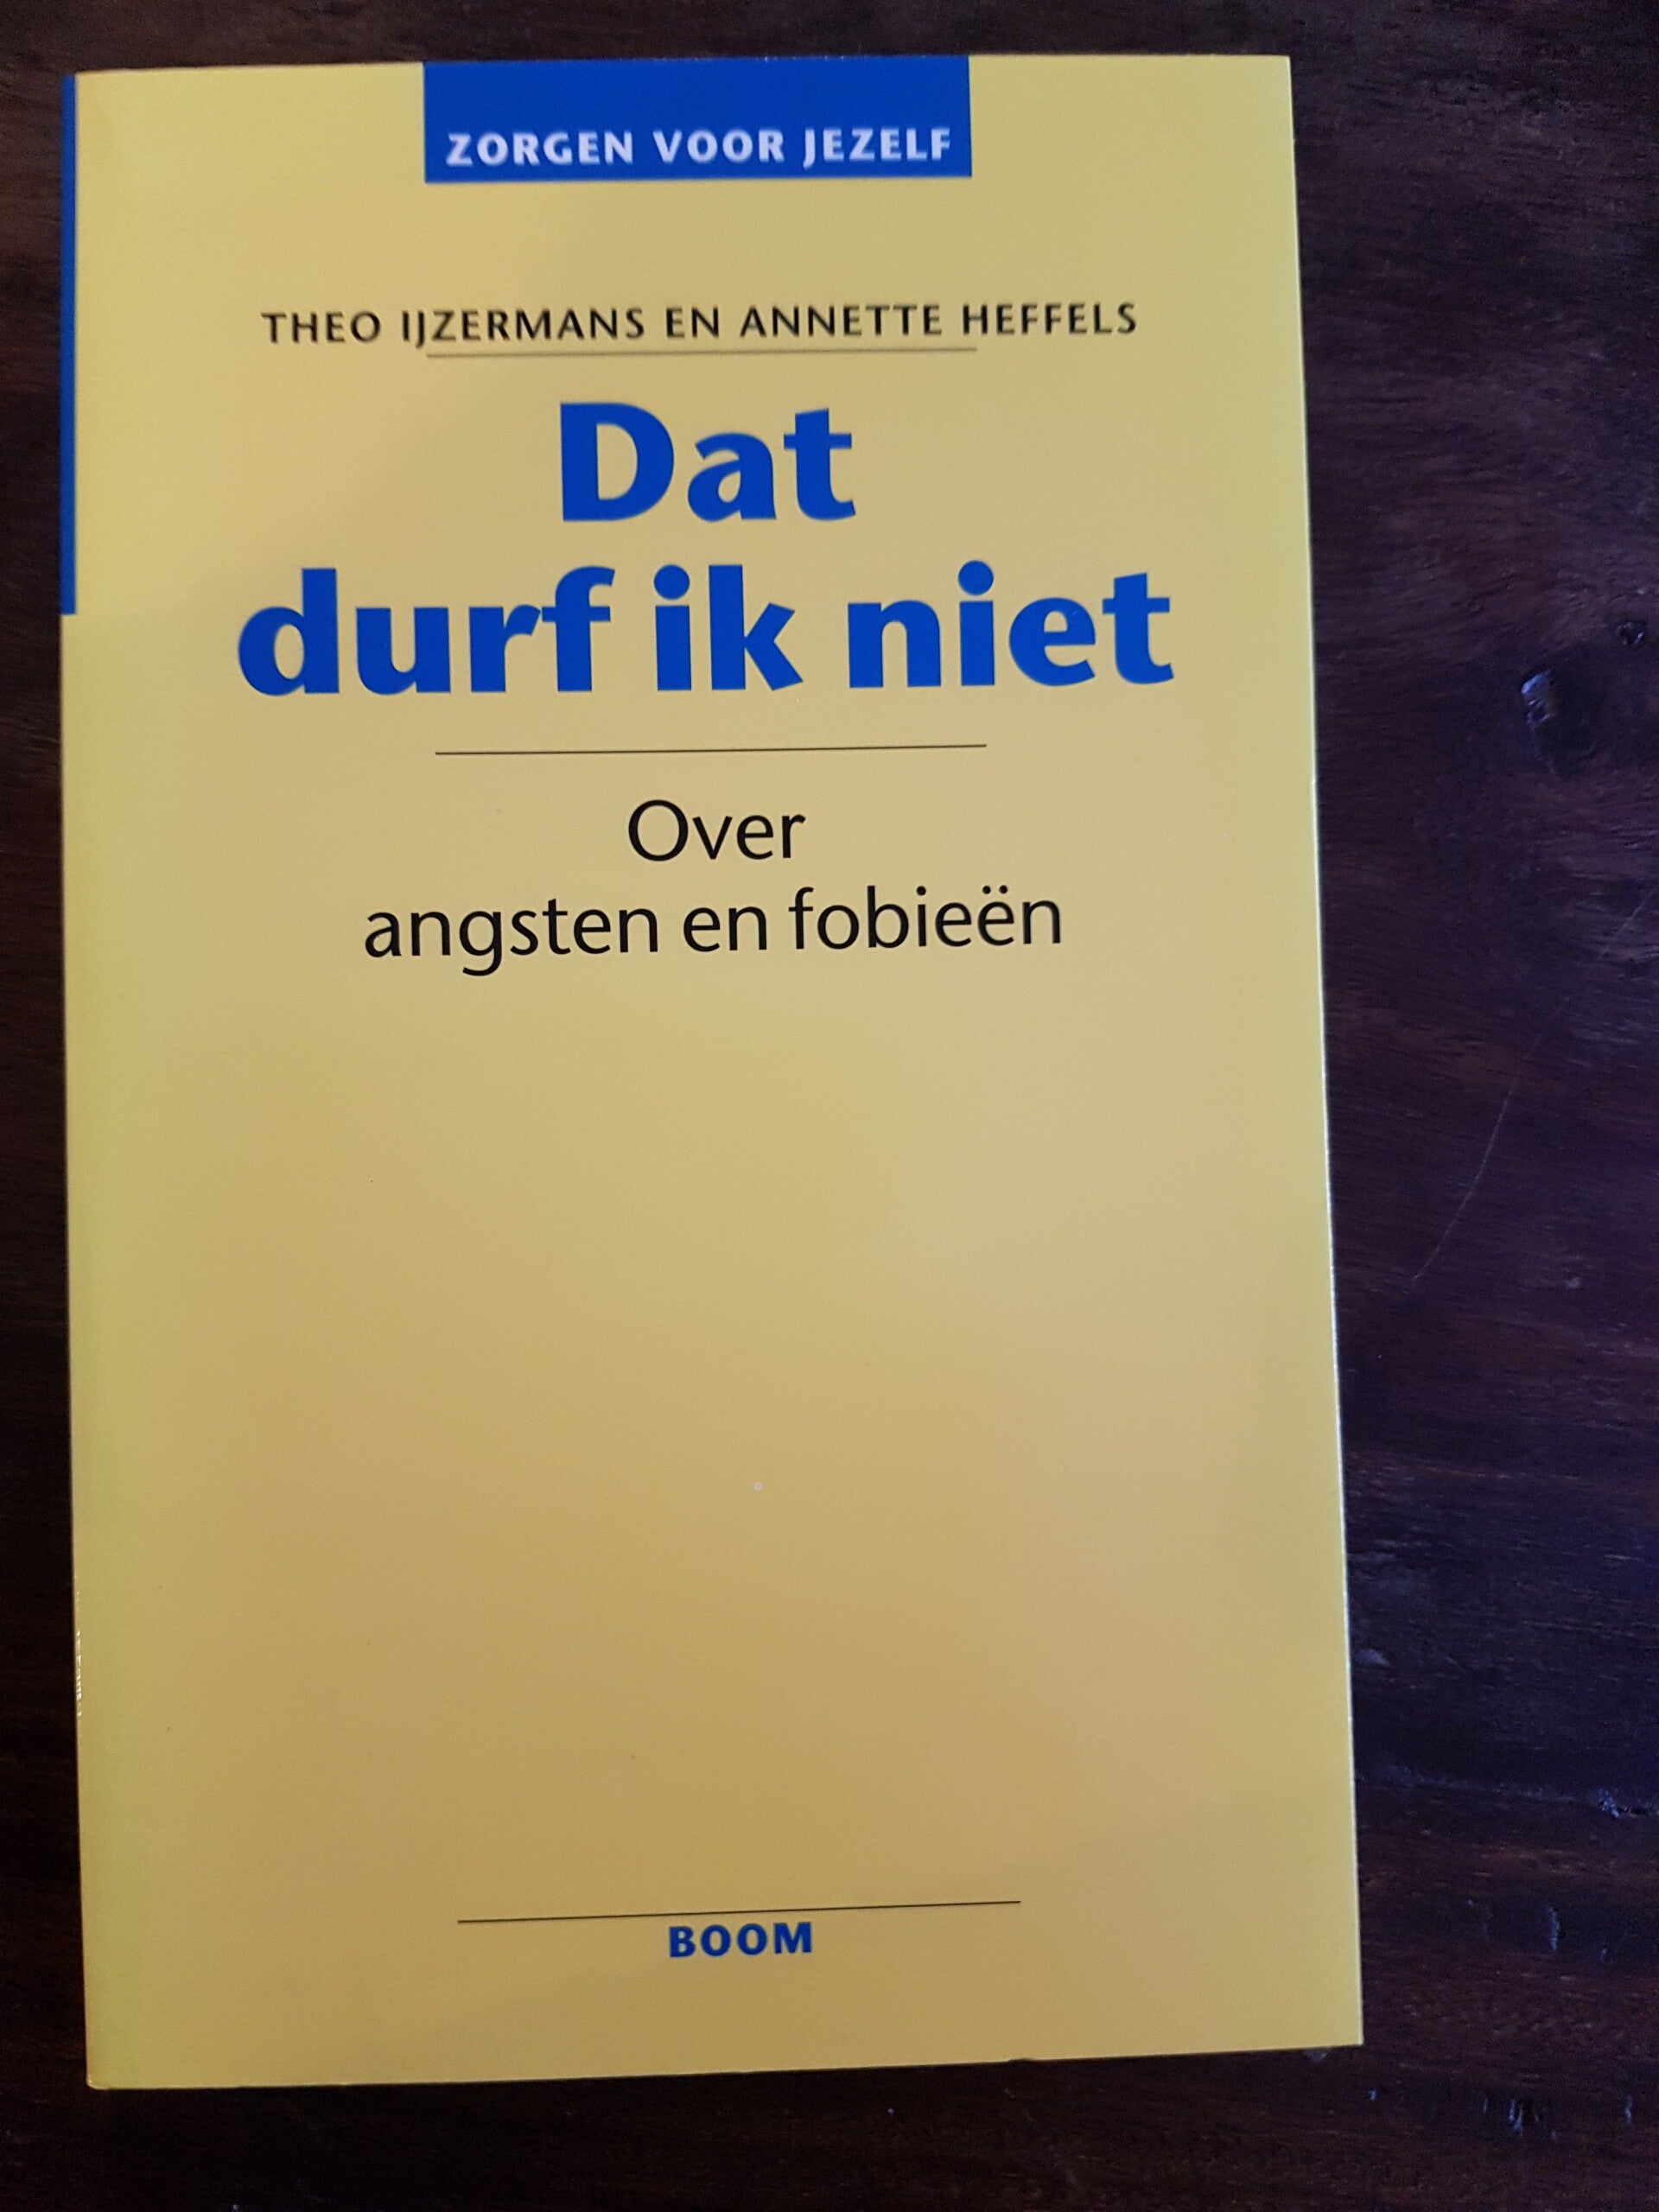 ZORGEN VOOR JEZELF
THEO IJZERMANS EN ANNETTE HEFFELS
Dat
durf ik niet
Over
angsten en fobieën
BOOM